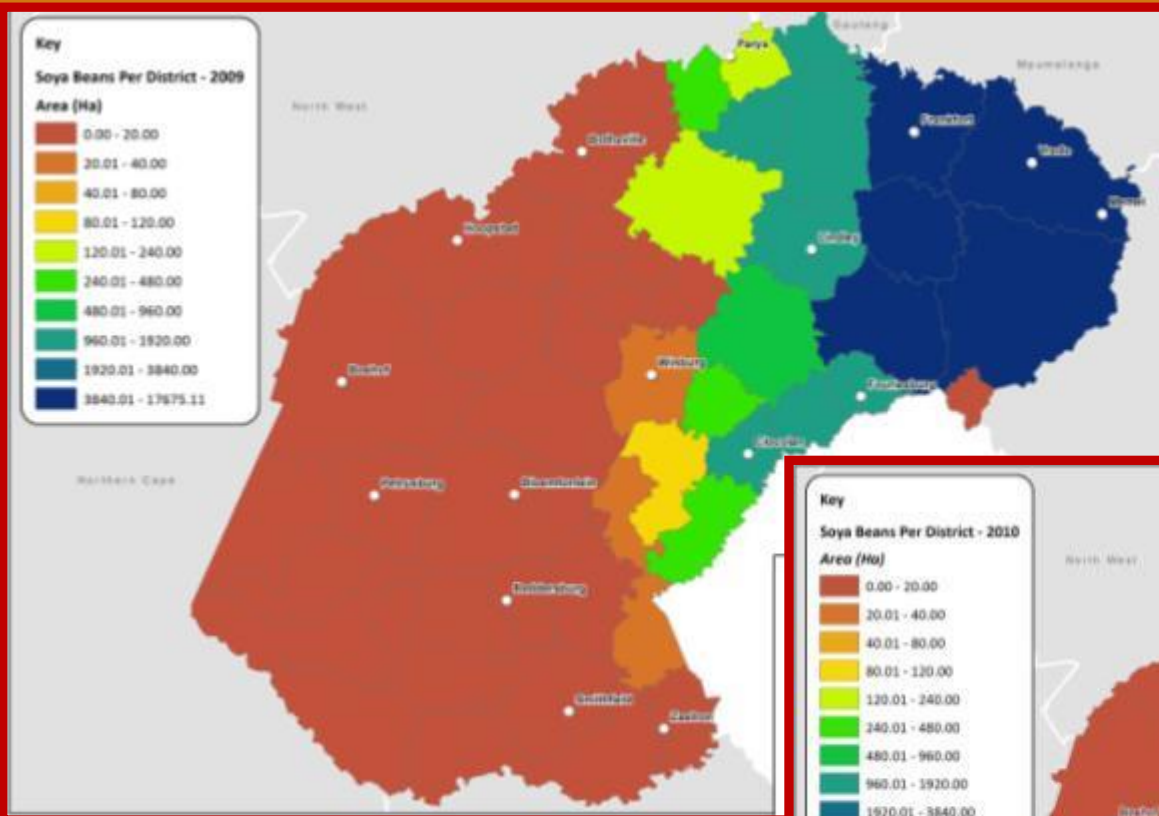 Key
Soya Beans Per District - 2009
Area (Ha)
0.00 - 20.00
20.01 - 40.00
40.01 - 80.00
80.01 - 120.00
120.01 - 240.00
240.01 - 480.00
480.01 - 960.00
960.01 - 1920.00
1920.01 - 3840.00
3840.01 - 17675.11
Gauteng
Parys
Mpumalanga
North West
Frankfort
Bothaville
Vrede
Memel
Hoopstad
Lindley
Boshof
Winburg
Fouriesburg
Clocolan
Northern Cape
Petrusburg
Bloemfontein
Reddersburg
Smithfield
Zastron
Key
Soya Beans Per District - 2010
Area (Ha)
0.00 - 20.00
20.01 - 40.00
40.01 - 80.00
80.01 - 120.00
120.01 - 240.00
240.01 - 480.00
480.01 - 960.00
960.01 - 1920.00
1920.01 - 3840.00
North West